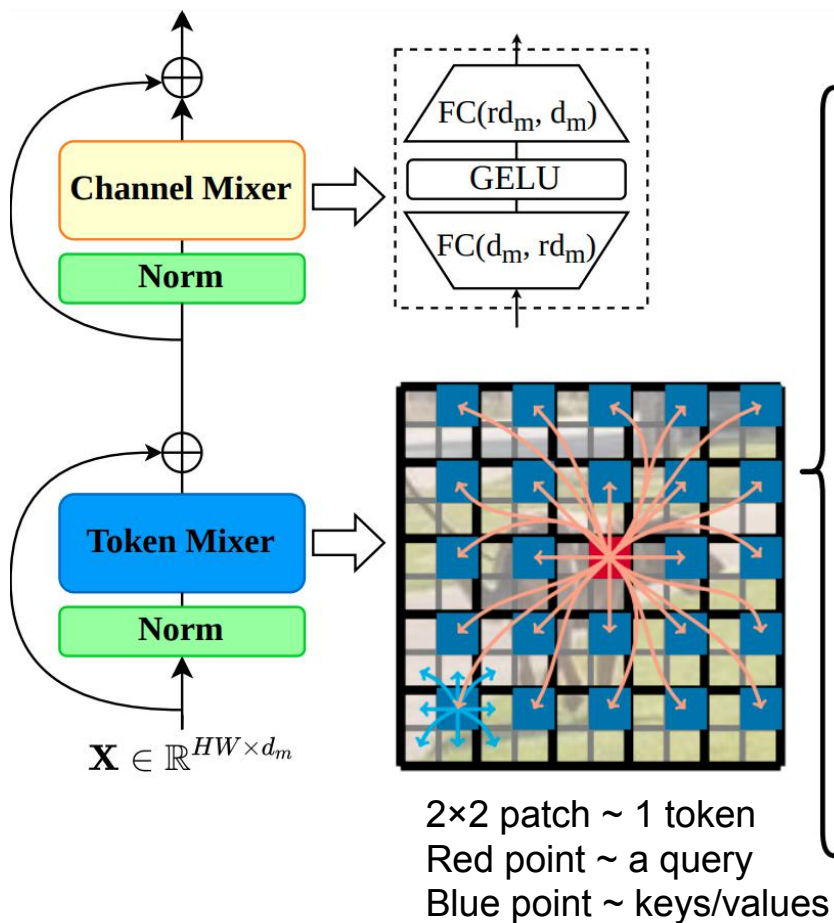 FC(rdₘ, dₘ)
Channel Mixer
GELU
FC(dₘ, rdₘ)
Norm
Token Mixer
Norm
X ∈ ℝ^{HW×dₘ}
2×2 patch ~ 1 token
Red point ~ a query
Blue point ~ keys/values